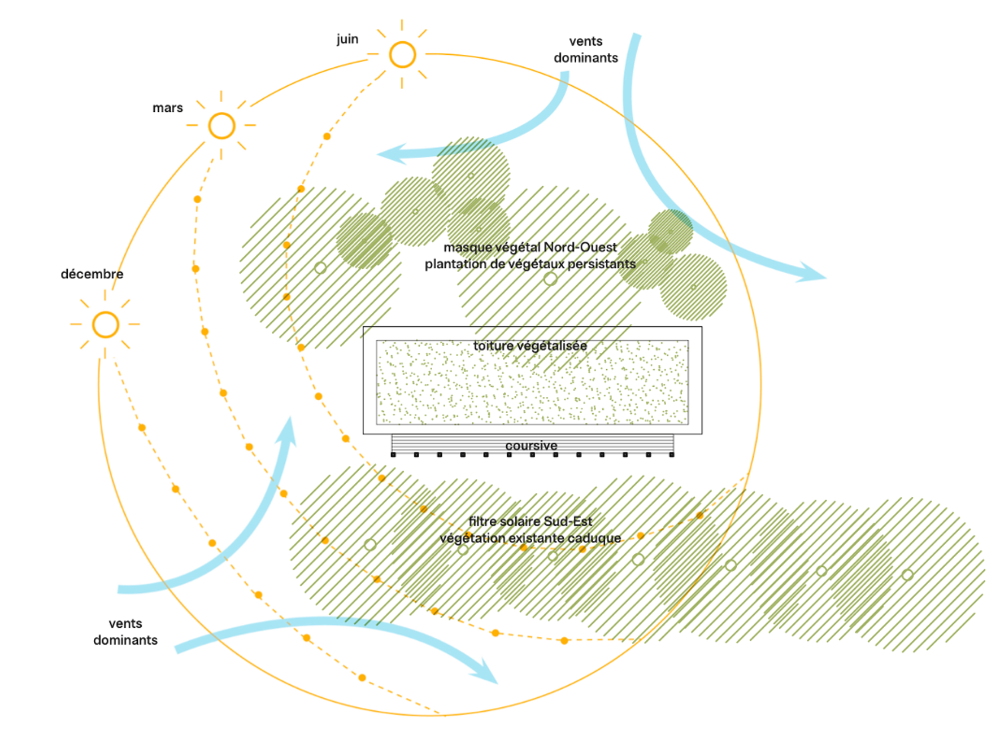 juin
vents
dominants
mars
masque végétal Nord-Ouest
plantation de végétaux persistants
décembre
toiture végétalisée
coursive
filtre solaire Sud-Est
végétation existante caduque
vents
dominants